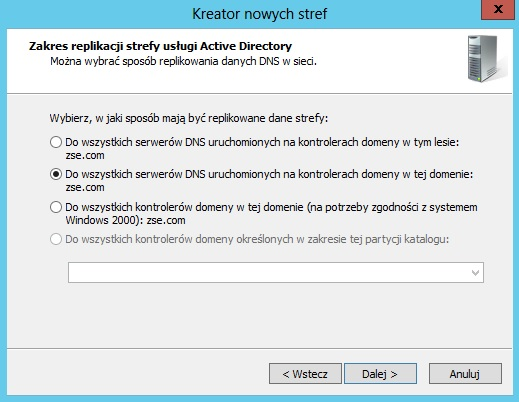 Kreator nowych stref
x
Zakres replikacji strefy usługi Active Directory
Można wybrać sposób replikowania danych DNS w sieci.
Wybierz, w jaki sposób mają być replikowane dane strefy:
Do wszystkich serwerów DNS uruchomionych na kontrolerach domeny w tym lesie:
zse.com
Do wszystkich serwerów DNS uruchomionych na kontrolerach domeny w tej domenie:
zse.com
Do wszystkich kontrolerów domeny w tej domenie (na potrzeby zgodności z systemem
Windows 2000): zse.com
Do wszystkich kontrolerów domeny określonych w zakresie tej partycji katalogu:
< Wstecz
Dalej >
Anuluj